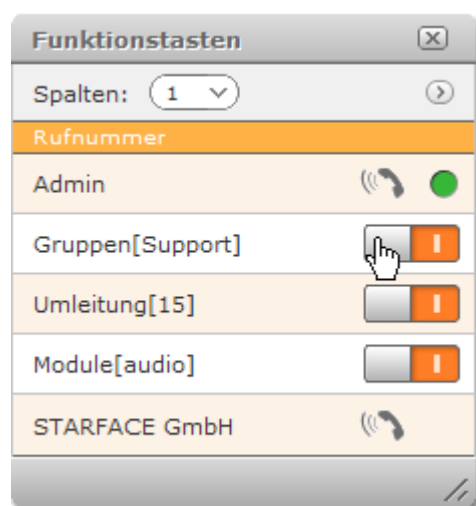 Funktionstasten
Spalten: 1
Rufnummer
Admin
Gruppen[Support]
Umleitung[15]
Module[audio]
STARFACE GmbH